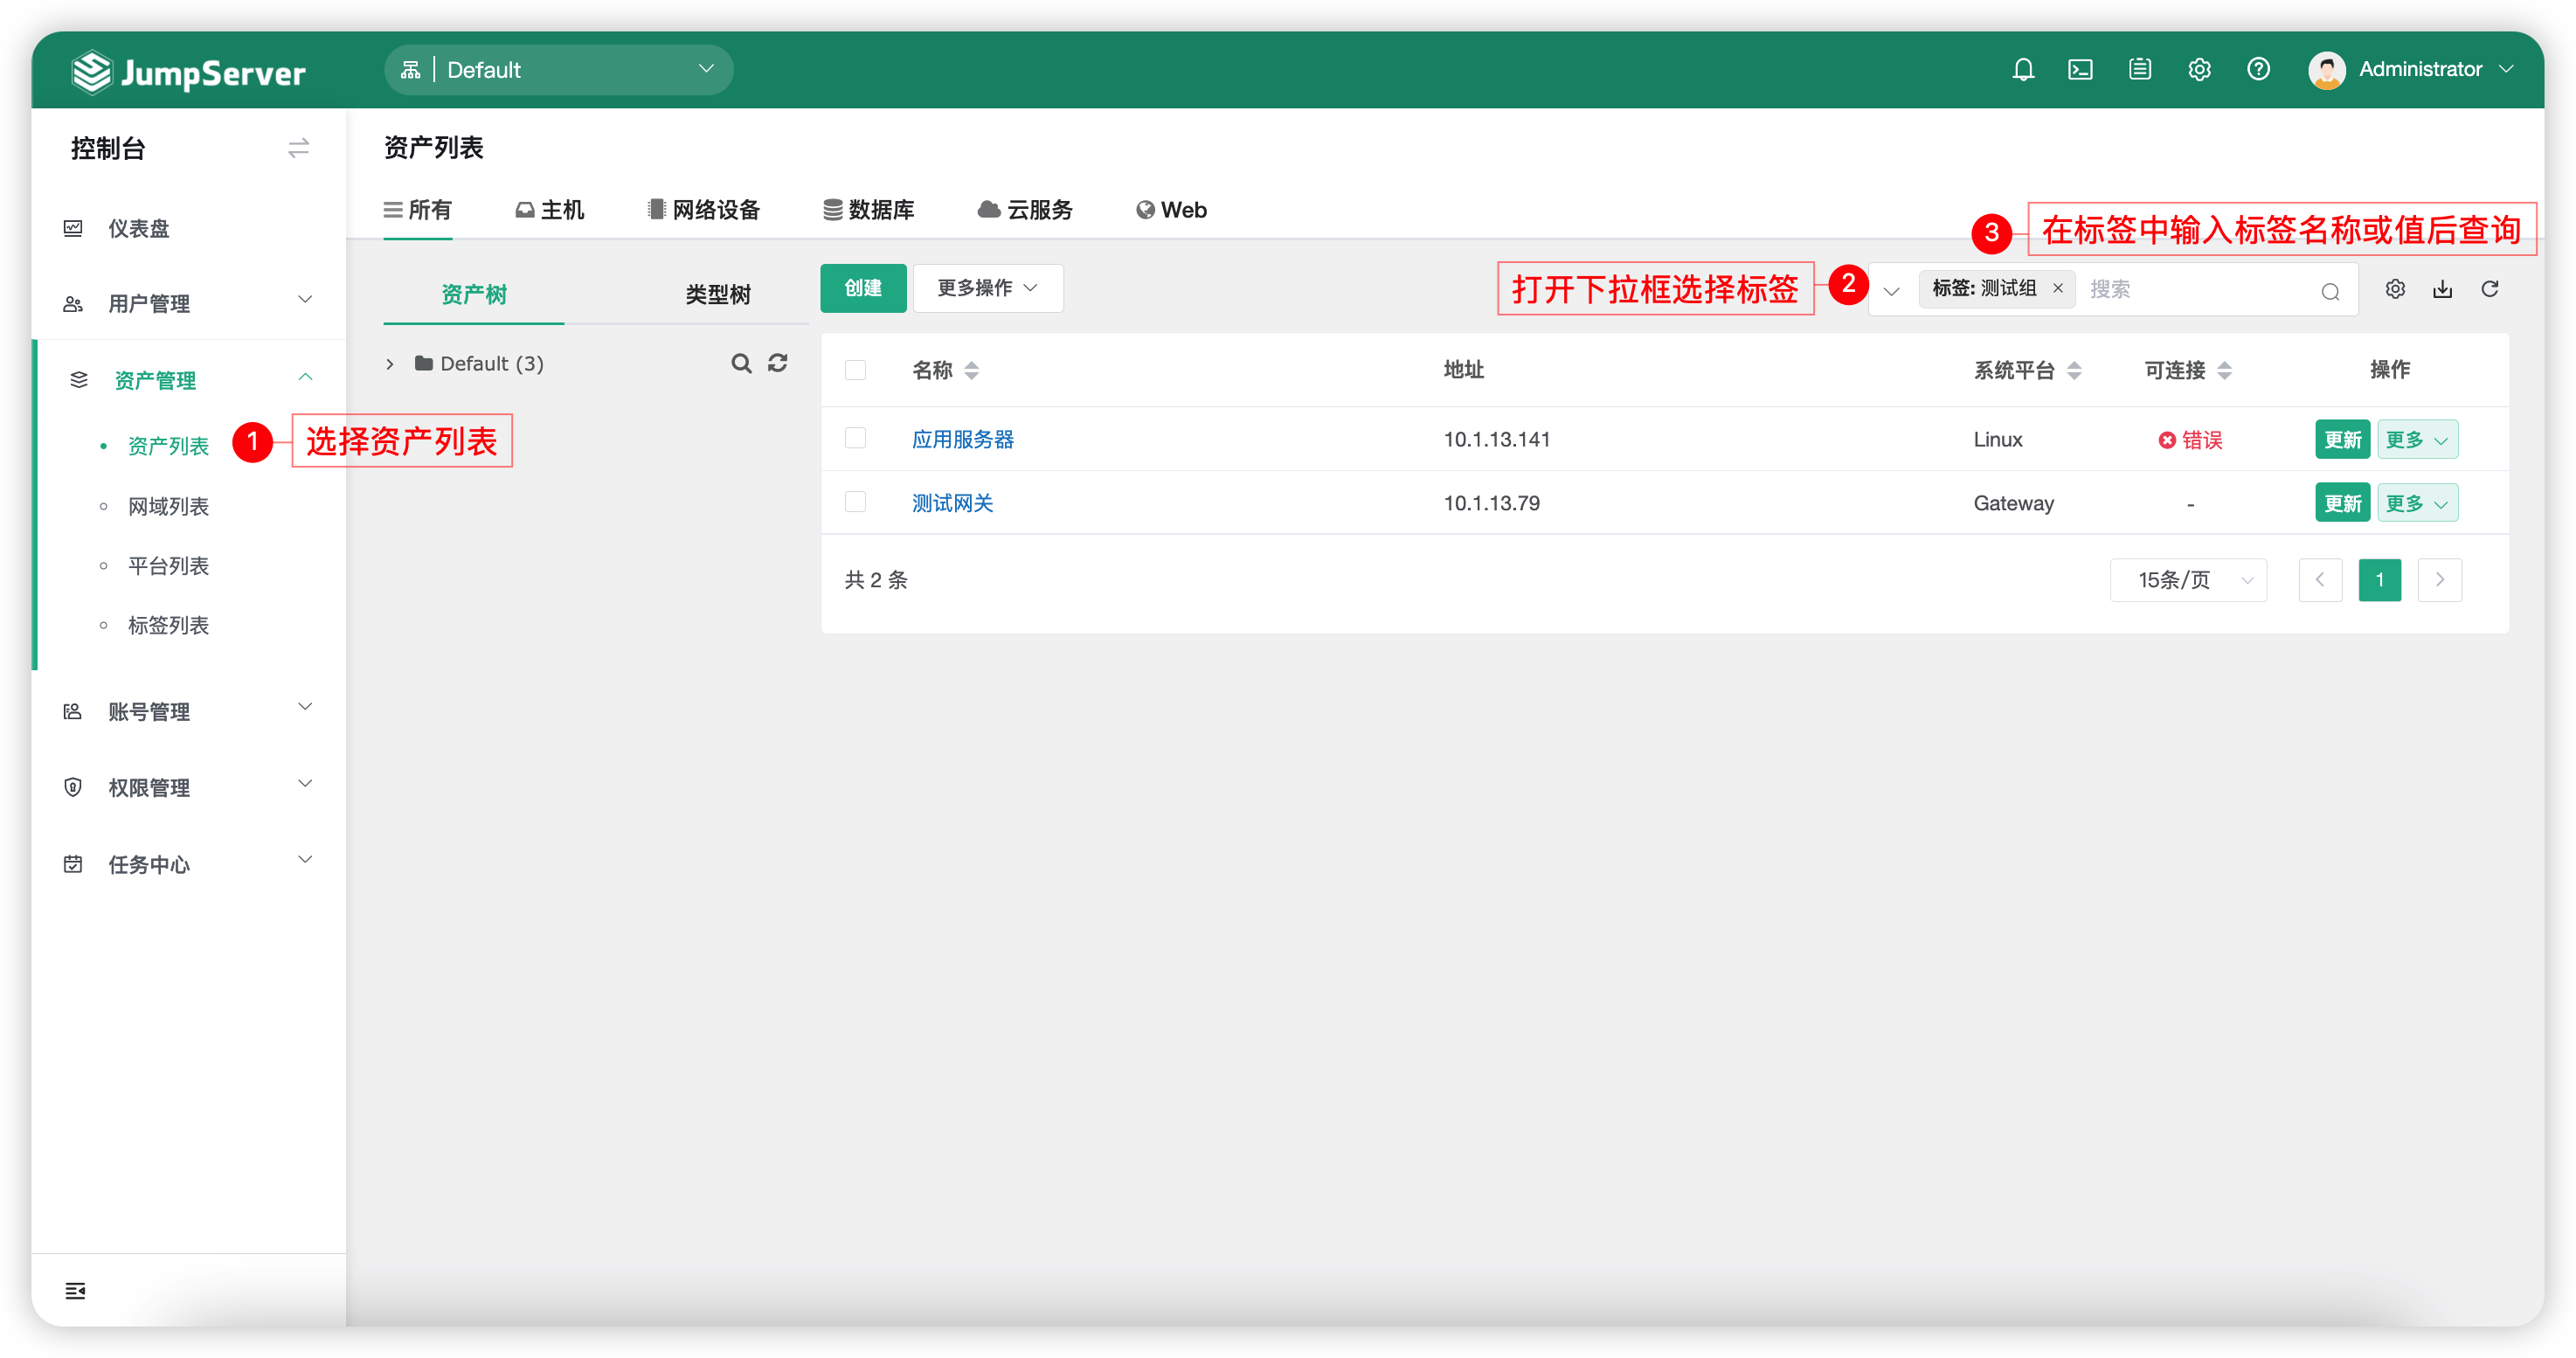 JumpServer
Default
Administrator
控制台
资产列表
仪表盘
用户管理
资产管理
资产列表
1 选择资产列表
网域列表
平台列表
标签列表
账号管理
权限管理
任务中心
所有 主机 网络设备 数据库 云服务 Web
3 在标签中输入标签名称或值后查询
资产树 类型树
创建 更多操作
打开下拉框选择标签 2
标签: 测试组 × 搜索
Default (3)
名称 地址 系统平台 可连接 操作
应用服务器 10.1.13.141 Linux 错误 更新 更多
测试网关 10.1.13.79 Gateway - 更新 更多
共 2 条 15条/页 1